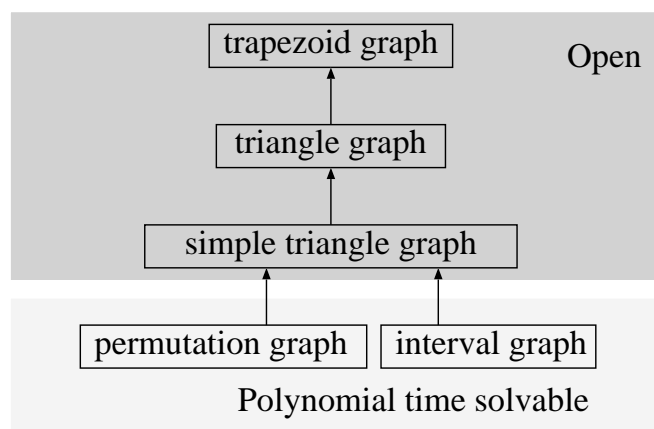 trapezoid graph
Open
triangle graph
simple triangle graph
permutation graph
interval graph
Polynomial time solvable